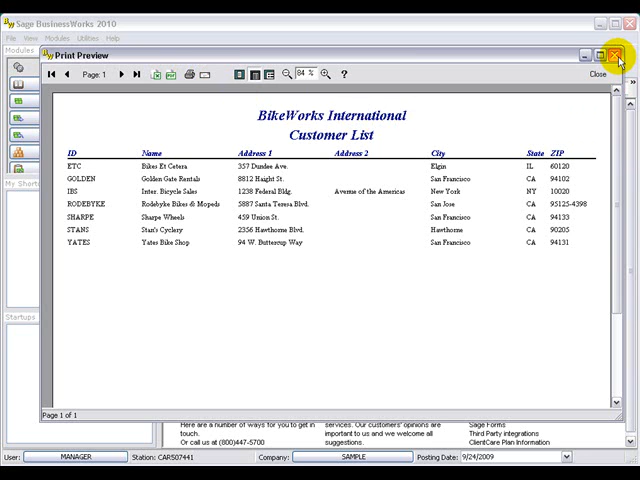 Sage BusinessWorks 2010
File View Modules Utilities Help
Modules
Print Preview
Page: 1
84 %
?
Close
BikeWorks International
Customer List
ID Name Address 1 Address 2 City State ZIP
ETC Bikes Et Cetera 357 Dundee Ave. Elgin IL 60120
GOLDEN Golden Gate Rentals 8812 Haight St. San Francisco CA 94102
IBS Inter. Bicycle Sales 1238 Federal Bldg. Avenue of the Americas New York NY 10020
RODEBYKE Rodebyke Bikes & Mopeds 5887 Santa Teresa Blvd. San Jose CA 95125-4398
SHARPE Sharpe Wheels 459 Union St. San Francisco CA 94133
STANS Stan's Cyclery 2356 Hawthorne Blvd. Hawthorne CA 90205
YATES Yates Bike Shop 94 W. Buttercup Way San Francisco CA 94131
My Short
Startups
Page 1 of 1
Here are a number of ways for you to get in touch.
Or call us at (800)447-5700
services. Our customers' opinions are
important to us and we welcome all
suggestions.
Sage Forms
Third Party integrations
ClientCare Plan Information
User: MANAGER Station: CAR507441 Company: SAMPLE Posting Date: 9/24/2009